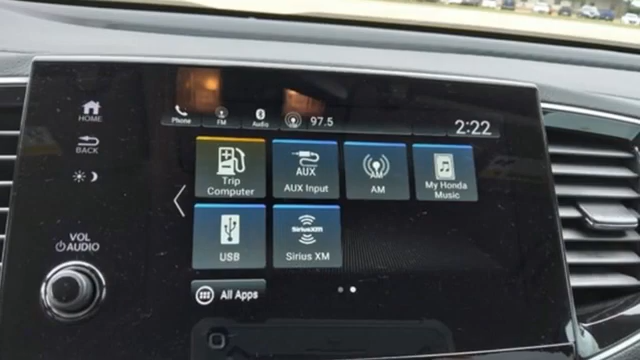 HOME
BACK
VOL
AUDIO
Phone
FM
Audio
97.5
2:22
Trip
Computer
AUX
AUX Input
AM
My Honda
Music
USB
SiriusXM
Sirius XM
All Apps